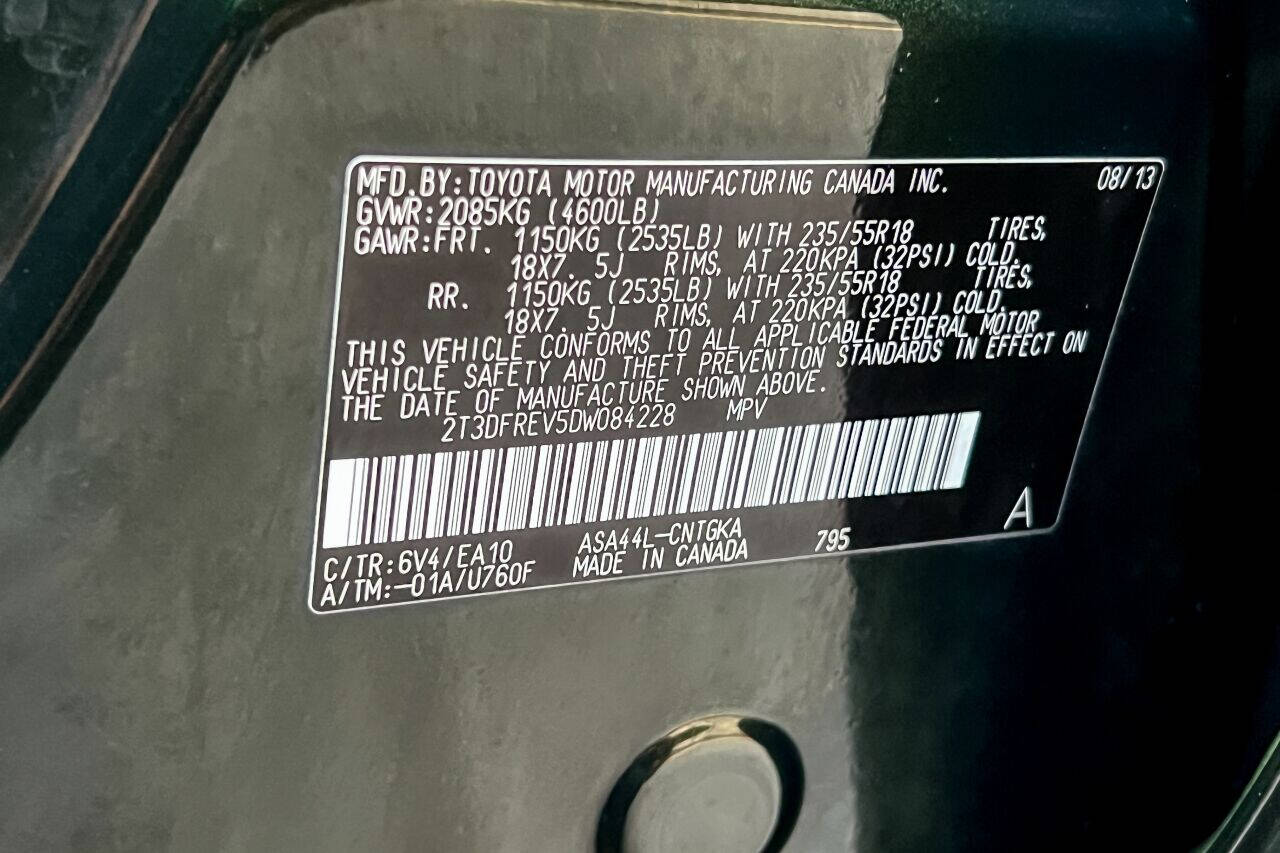 MFD. BY: TOYOTA MOTOR MANUFACTURING CANADA INC. 08/13
GVWR: 2085KG (4600LB)
GAWR: FRT. 1150KG (2535LB) WITH 235/55R18 TIRES,
18X7. 5J RIMS, AT 220KPA (32PSI) COLD.
RR. 1150KG (2535LB) WITH 235/55R18 TIRES,
18X7. 5J RIMS, AT 220KPA (32PSI) COLD.
THIS VEHICLE CONFORMS TO ALL APPLICABLE FEDERAL MOTOR
VEHICLE SAFETY AND THEFT PREVENTION STANDARDS IN EFFECT ON
THE DATE OF MANUFACTURE SHOWN ABOVE.
2T3DFREV5DW084228 MPV
C/TR: 6V4/EA10 ASA44L-CNTGKA 795 A
A/TM: -01A/U760F MADE IN CANADA